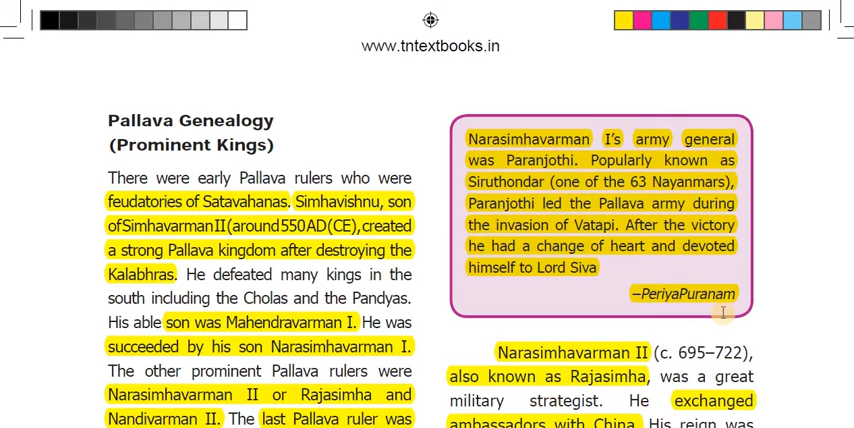 www.tntextbooks.in
Pallava Genealogy
(Prominent Kings)
There were early Pallava rulers who were
feudatories of Satavahanas. Simhavishnu, son
of Simhavarman II (around 550 AD (CE), created
a strong Pallava kingdom after destroying the
Kalabhras. He defeated many kings in the
south including the Cholas and the Pandyas.
His able son was Mahendravarman I. He was
succeeded by his son Narasimhavarman I.
The other prominent Pallava rulers were
Narasimhavarman II or Rajasimha and
Nandivarman II. The last Pallava ruler was
Narasimhavarman I's army general
was Paranjothi. Popularly known as
Siruthondar (one of the 63 Nayanmars),
Paranjothi led the Pallava army during
the invasion of Vatapi. After the victory
he had a change of heart and devoted
himself to Lord Siva
–PeriyaPuranam
Narasimhavarman II (c. 695–722),
also known as Rajasimha, was a great
military strategist. He exchanged
ambassadors with China. His reign was